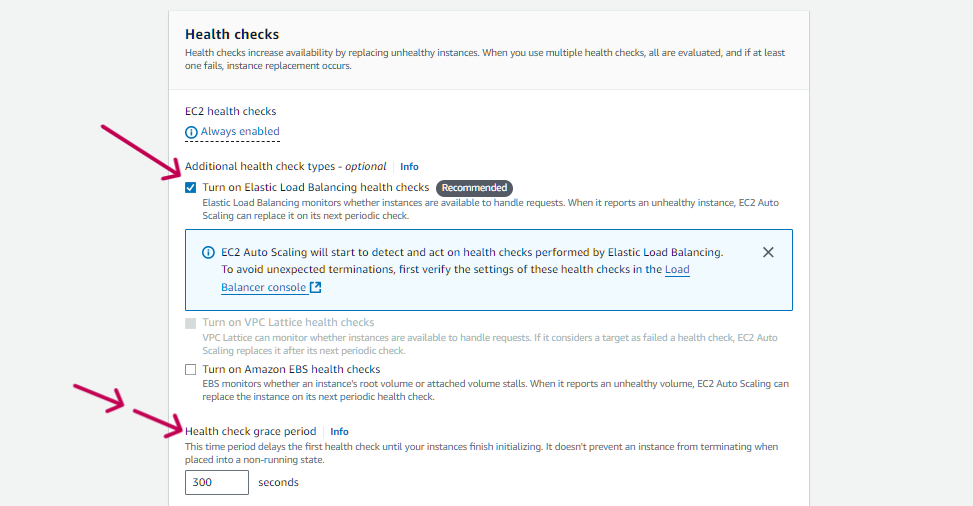 Health checks
Health checks increase availability by replacing unhealthy instances. When you use multiple health checks, all are evaluated, and if at least
one fails, instance replacement occurs.
EC2 health checks
Always enabled
Additional health check types - optional Info
Turn on Elastic Load Balancing health checks Recommended
Elastic Load Balancing monitors whether instances are available to handle requests. When it reports an unhealthy instance, EC2 Auto
Scaling can replace it on its next periodic check.
EC2 Auto Scaling will start to detect and act on health checks performed by Elastic Load Balancing.
To avoid unexpected terminations, first verify the settings of these health checks in the Load
Balancer console
Turn on VPC Lattice health checks
VPC Lattice can monitor whether instances are available to handle requests. If it considers a target as failed a health check, EC2 Auto
Scaling replaces it after its next periodic check.
Turn on Amazon EBS health checks
EBS monitors whether an instance's root volume or attached volume stalls. When it reports an unhealthy volume, EC2 Auto Scaling can
replace the instance on its next periodic health check.
Health check grace period Info
This time period delays the first health check until your instances finish initializing. It doesn't prevent an instance from terminating when
placed into a non-running state.
300 seconds